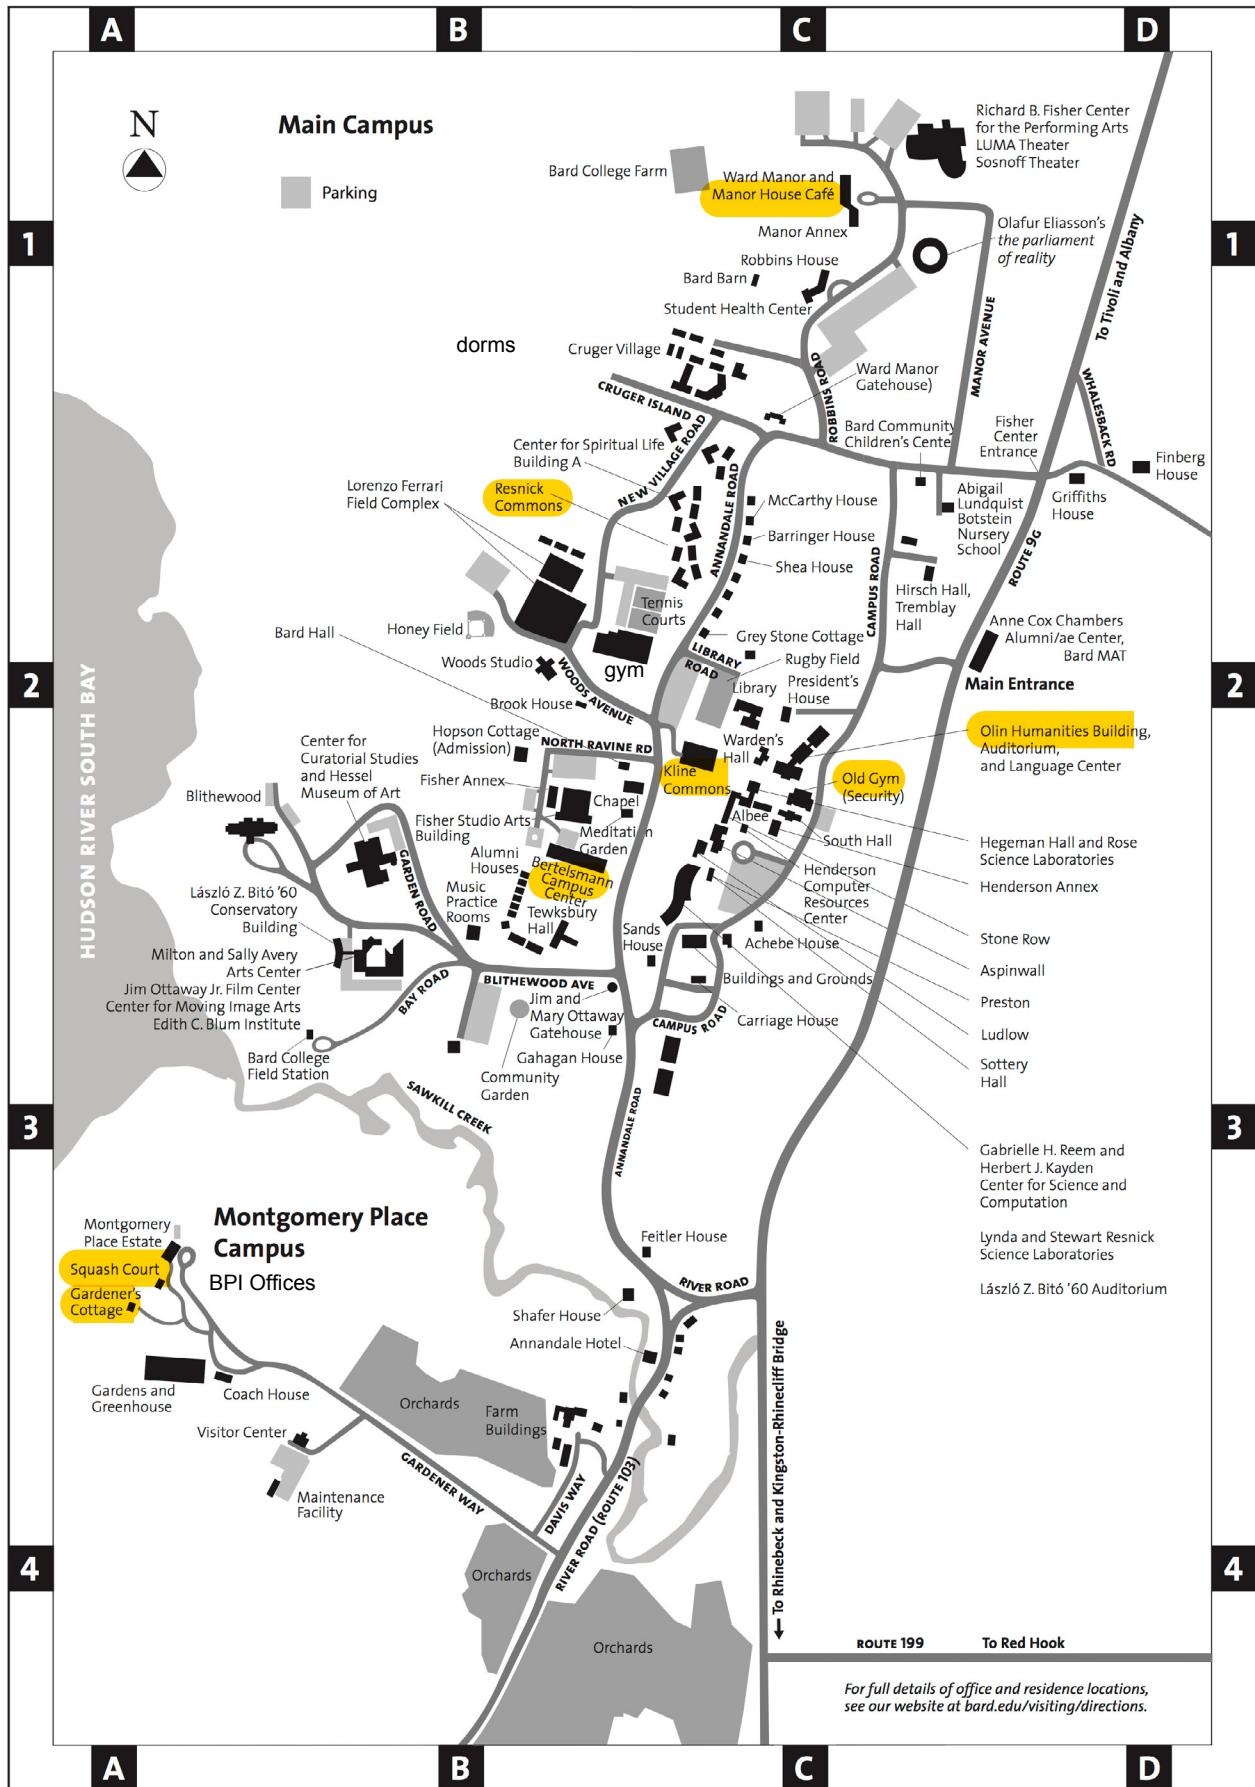 A
B
C
D
N
Main Campus
Parking
1
1
Richard B. Fisher Center
for the Performing Arts
LUMA Theater
Sosnoff Theater
Bard College Farm
Ward Manor and
Manor House Café
Manor Annex
Olafur Eliasson's
the parliament
of reality
To Tivoli and Albany
Robbins House
Bard Barn
Student Health Center
MANOR AVENUE
dorms
Cruger Village
ROBBINS ROAD
Ward Manor
Gatehouse)
WHALESBACK RD
CRUGER ISLAND
NEW VILLAGE ROAD
Bard Community
Children's Cente
Fisher
Center
Entrance
Finberg
House
Center for Spiritual Life
Building A
Lorenzo Ferrari
Field Complex
Resnick
Commons
ANNANDALE ROAD
McCarthy House
Abigail
Lundquist
Botstein
Nursery
School
Griffiths
House
Barringer House
Shea House
CAMPUS ROAD
ROUTE 9G
Hirsch Hall,
Tremblay
Hall
Tennis
Courts
Honey Field
Bard Hall
Grey Stone Cottage
Anne Cox Chambers
Alumni/ae Center,
Bard MAT
HUDSON RIVER SOUTH BAY
2
2
Woods Studio
gym
LIBRARY
ROAD
Rugby Field
WOODS AVENUE
Library
President's
House
Main Entrance
Brook House
Hopson Cottage
(Admission)
NORTH RAVINE RD
Warden's
Hall
Olin Humanities Building,
Auditorium,
and Language Center
Center for
Curatorial Studies
and Hessel
Museum of Art
Fisher Annex
Kline
Commons
Old Gym
(Security)
Blithewood
Chapel
Fisher Studio Arts
Building
Meditation
Garden
Albee
South Hall
Hegeman Hall and Rose
Science Laboratories
GARDEN ROAD
Alumni
Houses
Bertelsmann
Campus
Center
Henderson
Computer
Resources
Center
Henderson Annex
László Z. Bitó '60
Conservatory
Building
Music
Practice
Rooms
Tewksbury
Hall
Sands
House
Achebe House
Stone Row
Milton and Sally Avery
Arts Center
Jim Ottaway Jr. Film Center
Center for Moving Image Arts
Edith C. Blum Institute
BAY ROAD
BLITHEWOOD AVE
Buildings and Grounds
Aspinwall
Jim and
Mary Ottaway
Gatehouse
CAMPUS ROAD
Carriage House
Preston
Ludlow
Bard College
Field Station
Gahagan House
Community
Garden
Sottery
Hall
SAWKILL CREEK
ANNANDALE ROAD
3
3
Gabrielle H. Reem and
Herbert J. Kayden
Center for Science and
Computation
Lynda and Stewart Resnick
Science Laboratories
László Z. Bitó '60 Auditorium
Montgomery
Place Estate
Montgomery Place
Campus
Squash Court
BPI Offices
Gardener's
Cottage
Feitler House
RIVER ROAD
Shafer House
Annandale Hotel
Gardens and
Greenhouse
Coach House
Orchards
Farm
Buildings
Visitor Center
GARDENER WAY
Maintenance
Facility
DAVIS WAY
RIVER ROAD (ROUTE 103)
To Rhinebeck and Kingston-Rhinecliff Bridge
4
4
Orchards
Orchards
ROUTE 199
To Red Hook
For full details of office and residence locations,
see our website at bard.edu/visiting/directions.
A
B
C
D